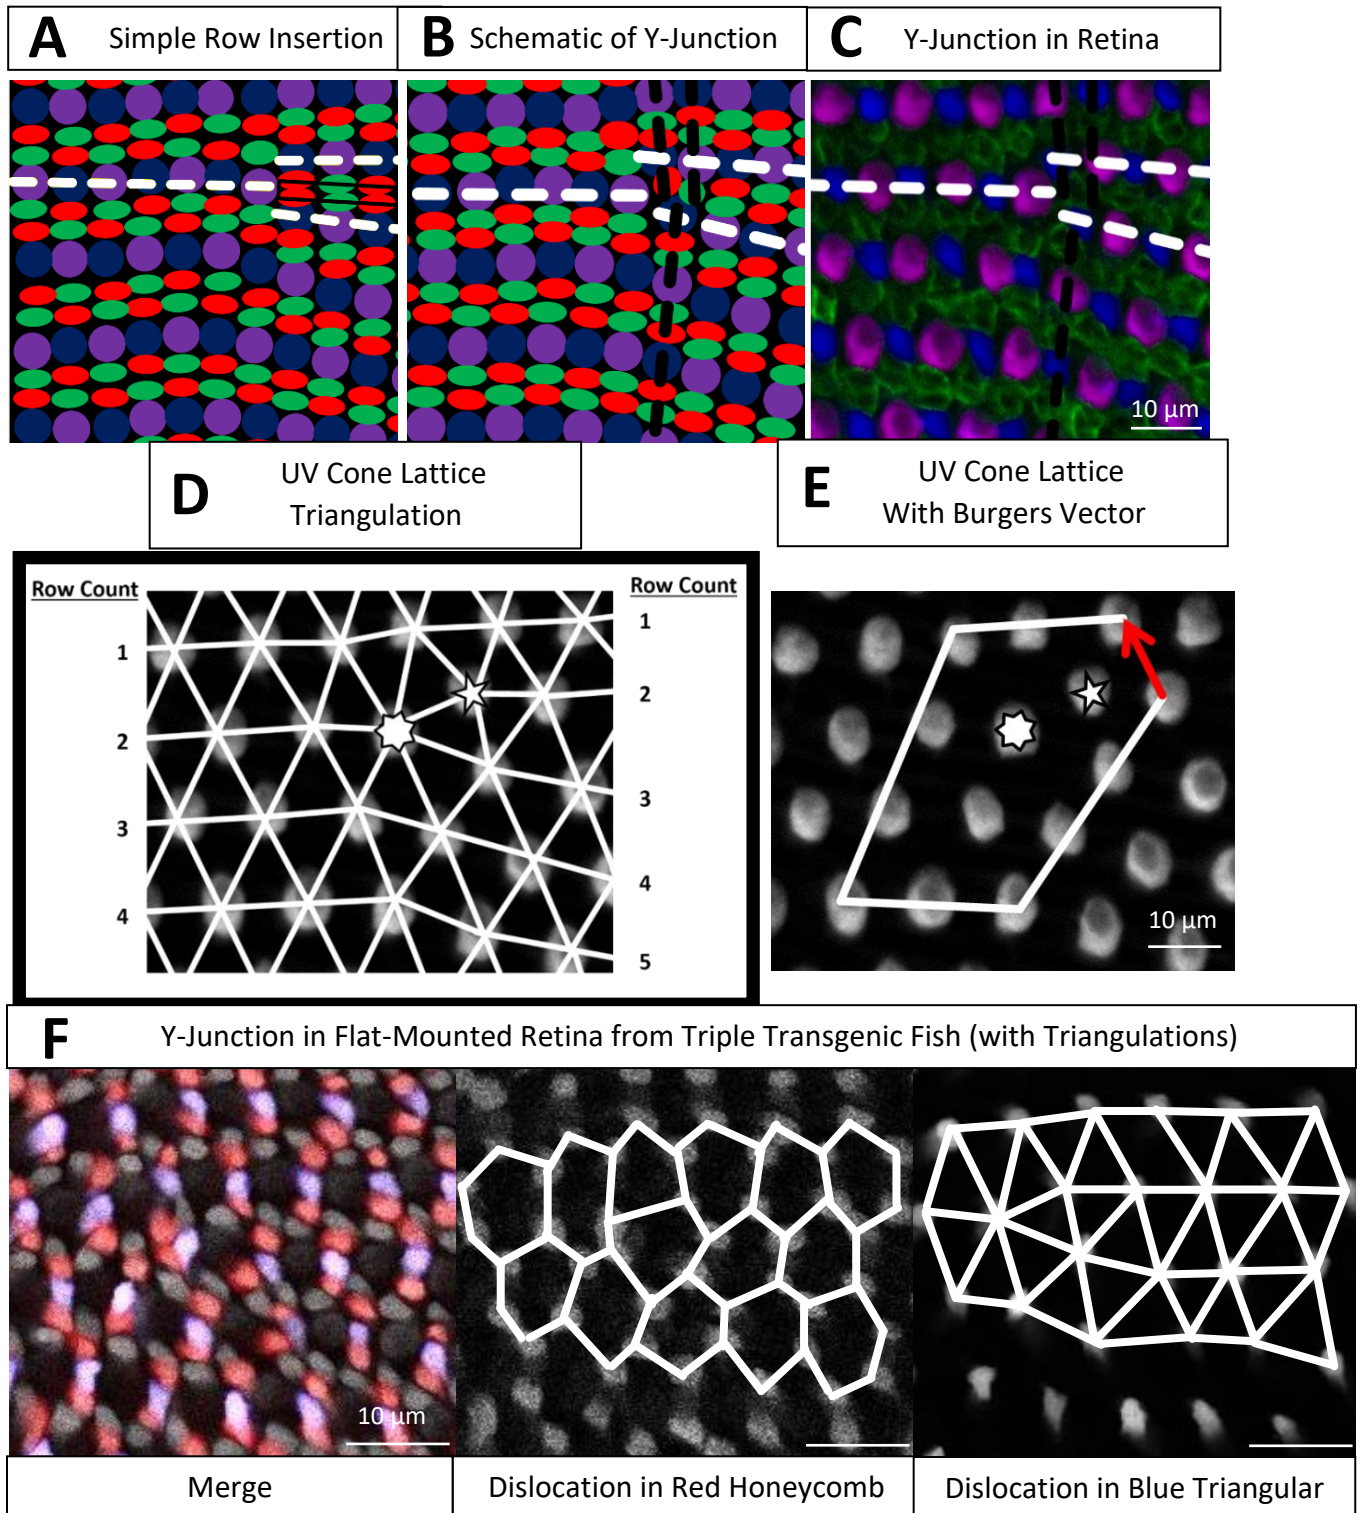 A Simple Row Insertion
B Schematic of Y-Junction
C Y-Junction in Retina
10 µm
D UV Cone Lattice
Triangulation
E UV Cone Lattice
With Burgers Vector
Row Count
1
2
3
4
Row Count
1
2
3
4
5
10 µm
F Y-Junction in Flat-Mounted Retina from Triple Transgenic Fish (with Triangulations)
10 µm
Merge
Dislocation in Red Honeycomb
Dislocation in Blue Triangular